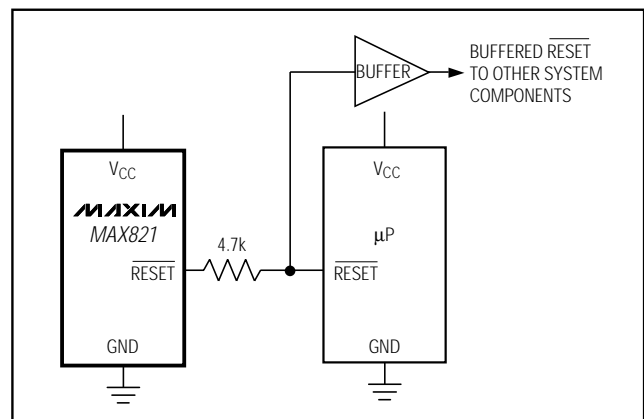 BUFFER
BUFFERED RESET
TO OTHER SYSTEM
COMPONENTS
VCC
MAXIM
MAX821
RESET
GND
4.7k
VCC
μP
RESET
GND